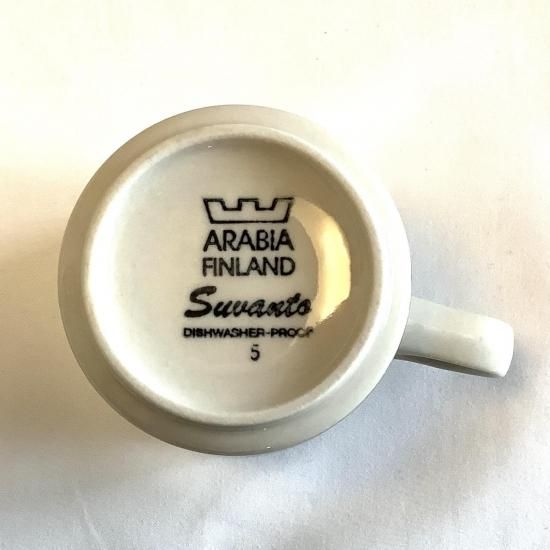 ARABIA
FINLAND
Suvanto
DISHWASHER-PROOF
5